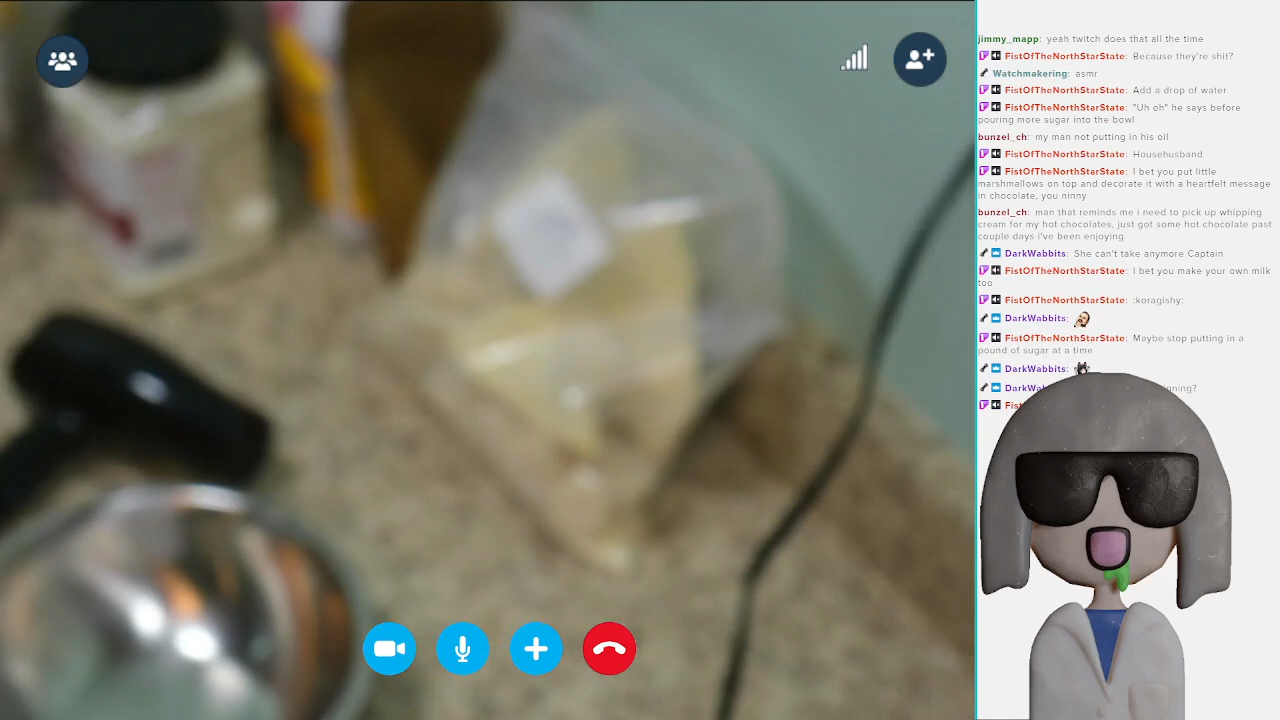 jimmy_mapp: yeah twitch does that all the time
FistOfTheNorthStarState: Because they're shit?
Watchmakering: asmr
FistOfTheNorthStarState: Add a drop of water
FistOfTheNorthStarState: "Uh oh" he says before
pouring more sugar into the bowl
bunzel_ch: my man not putting in his oil
FistOfTheNorthStarState: Househusband
FistOfTheNorthStarState: I bet you put little
marshmallows on top and decorate it with a heartfelt message
in chocolate, you ninny
bunzel_ch: man that reminds me i need to pick up whipping
cream for my hot chocolates, just got some hot chocolate past
couple days i've been enjoying
DarkWabbits: She can't take anymore Captain
FistOfTheNorthStarState: I bet you make your own milk
too
FistOfTheNorthStarState: :koragishy:
DarkWabbits:
FistOfTheNorthStarState: Maybe stop putting in a
pound of sugar at a time
DarkWabbits: